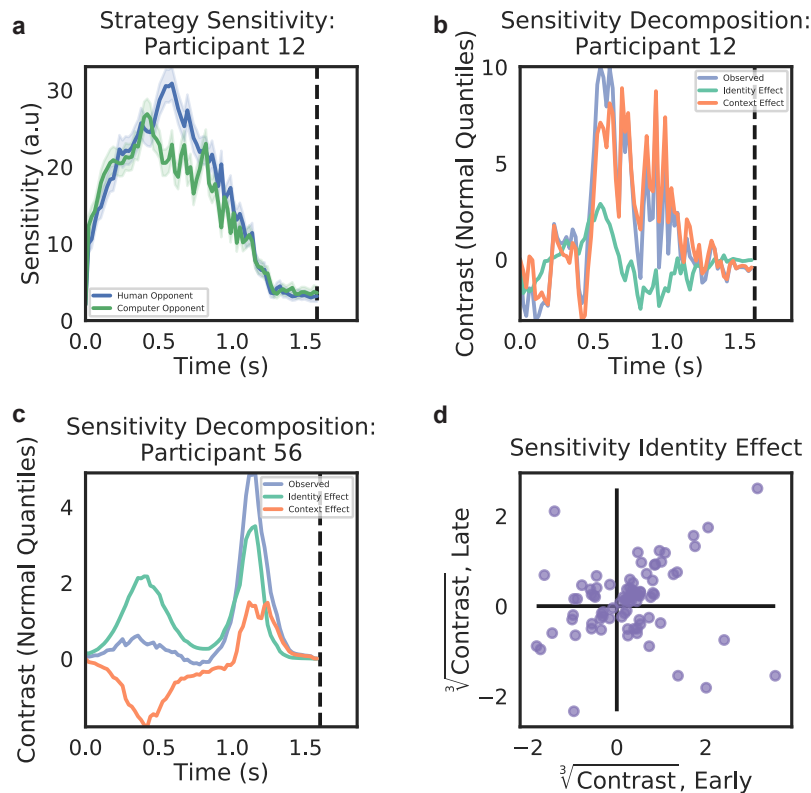 a
Strategy Sensitivity:
Participant 12
Sensitivity (a.u)
30
20
10
0
Human Opponent
Computer Opponent
0.0 0.5 1.0 1.5
Time (s)
b
Sensitivity Decomposition:
Participant 12
Contrast (Normal Quantiles)
10
5
0
Observed
Identity Effect
Context Effect
0.0 0.5 1.0 1.5
Time (s)
c
Sensitivity Decomposition:
Participant 56
Contrast (Normal Quantiles)
4
2
0
Observed
Identity Effect
Context Effect
0.0 0.5 1.0 1.5
Time (s)
d
Sensitivity Identity Effect
∛Contrast, Late
2
0
−2
−2 0 2
∛Contrast, Early